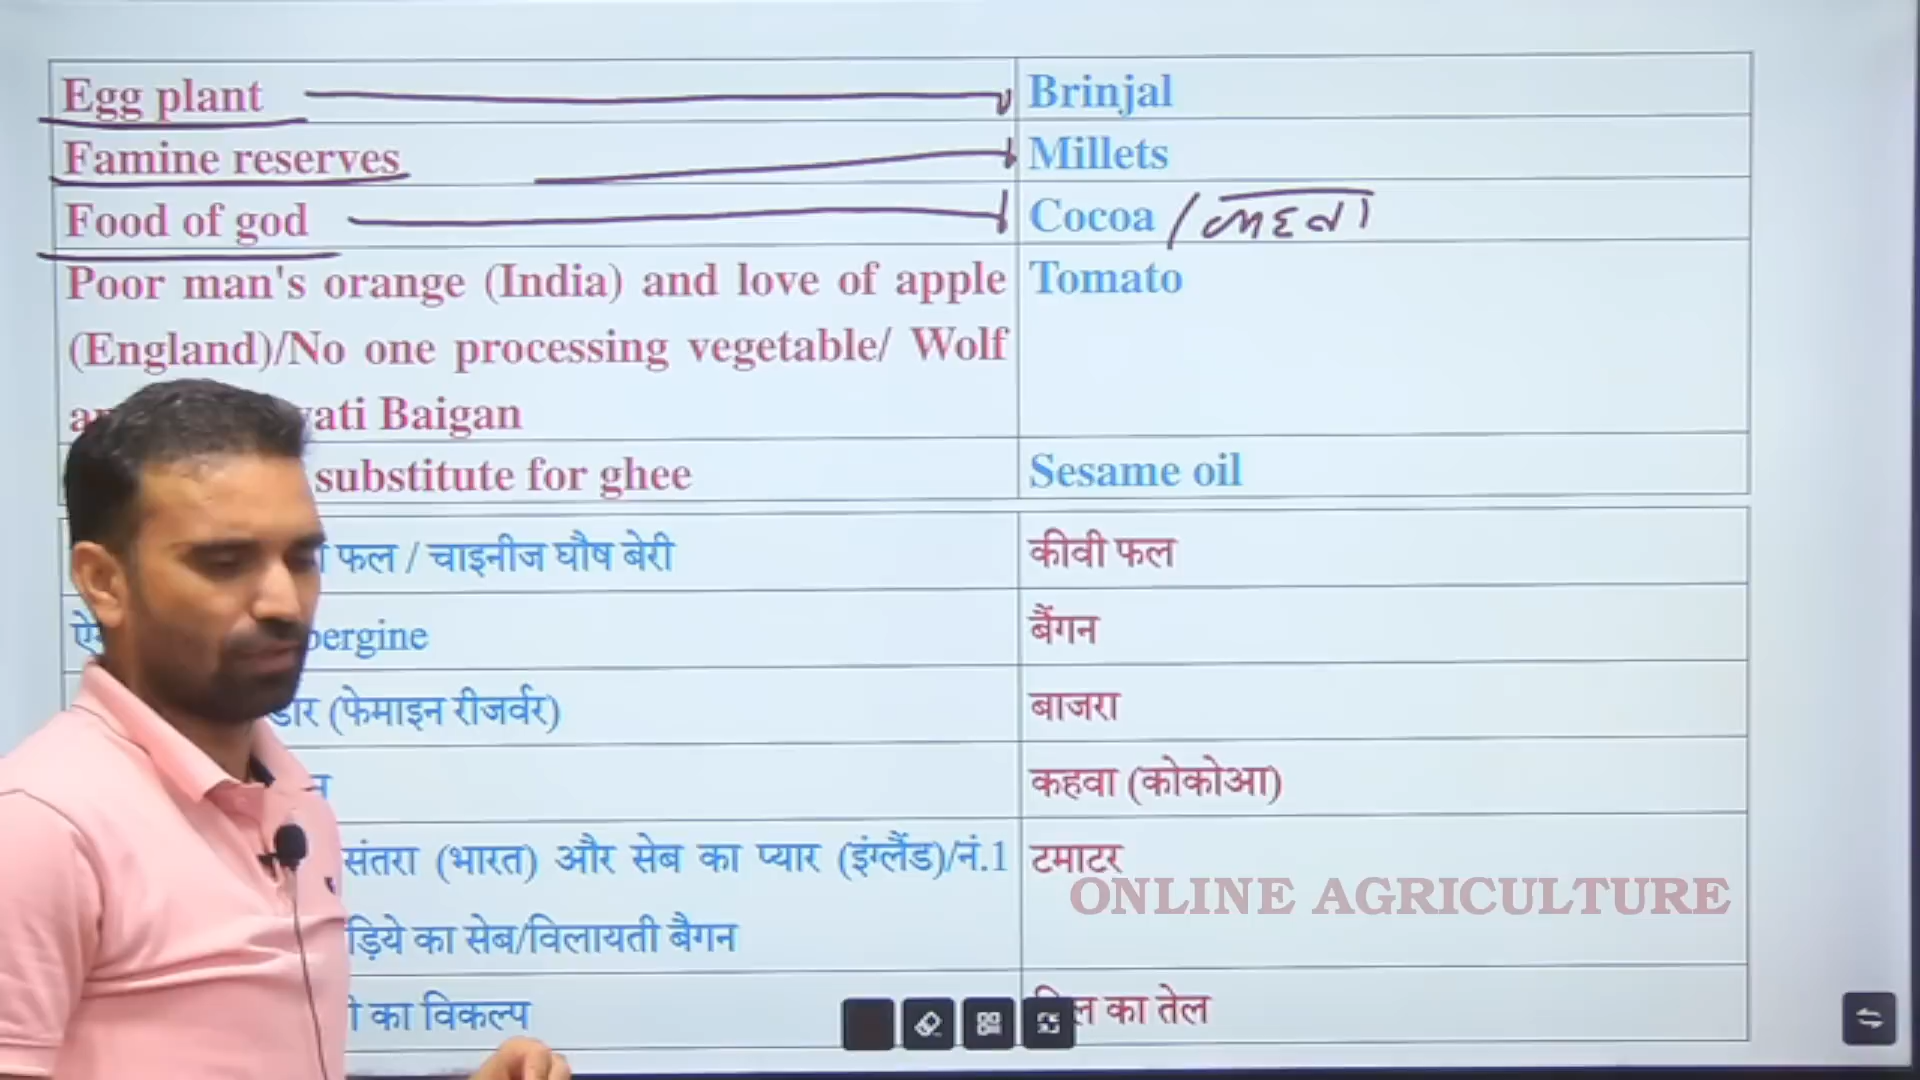 Egg plant Brinjal
Famine reserves Millets
Food of god Cocoa / कहवा
Poor man's orange (India) and love of apple Tomato
(England)/No one processing vegetable/ Wolf
Baigan
substitute for ghee Sesame oil
फल / चाइनीज घौष बेरी कीवी फल
बैंगन
(फेमाइन रीजर्वर) बाजरा
कहवा (कोकोआ)
संतरा (भारत) और सेब का प्यार (इंग्लैंड)/नं.1 टमाटर
ONLINE AGRICULTURE
का सेब/विलायती बैगन
का विकल्प का तेल